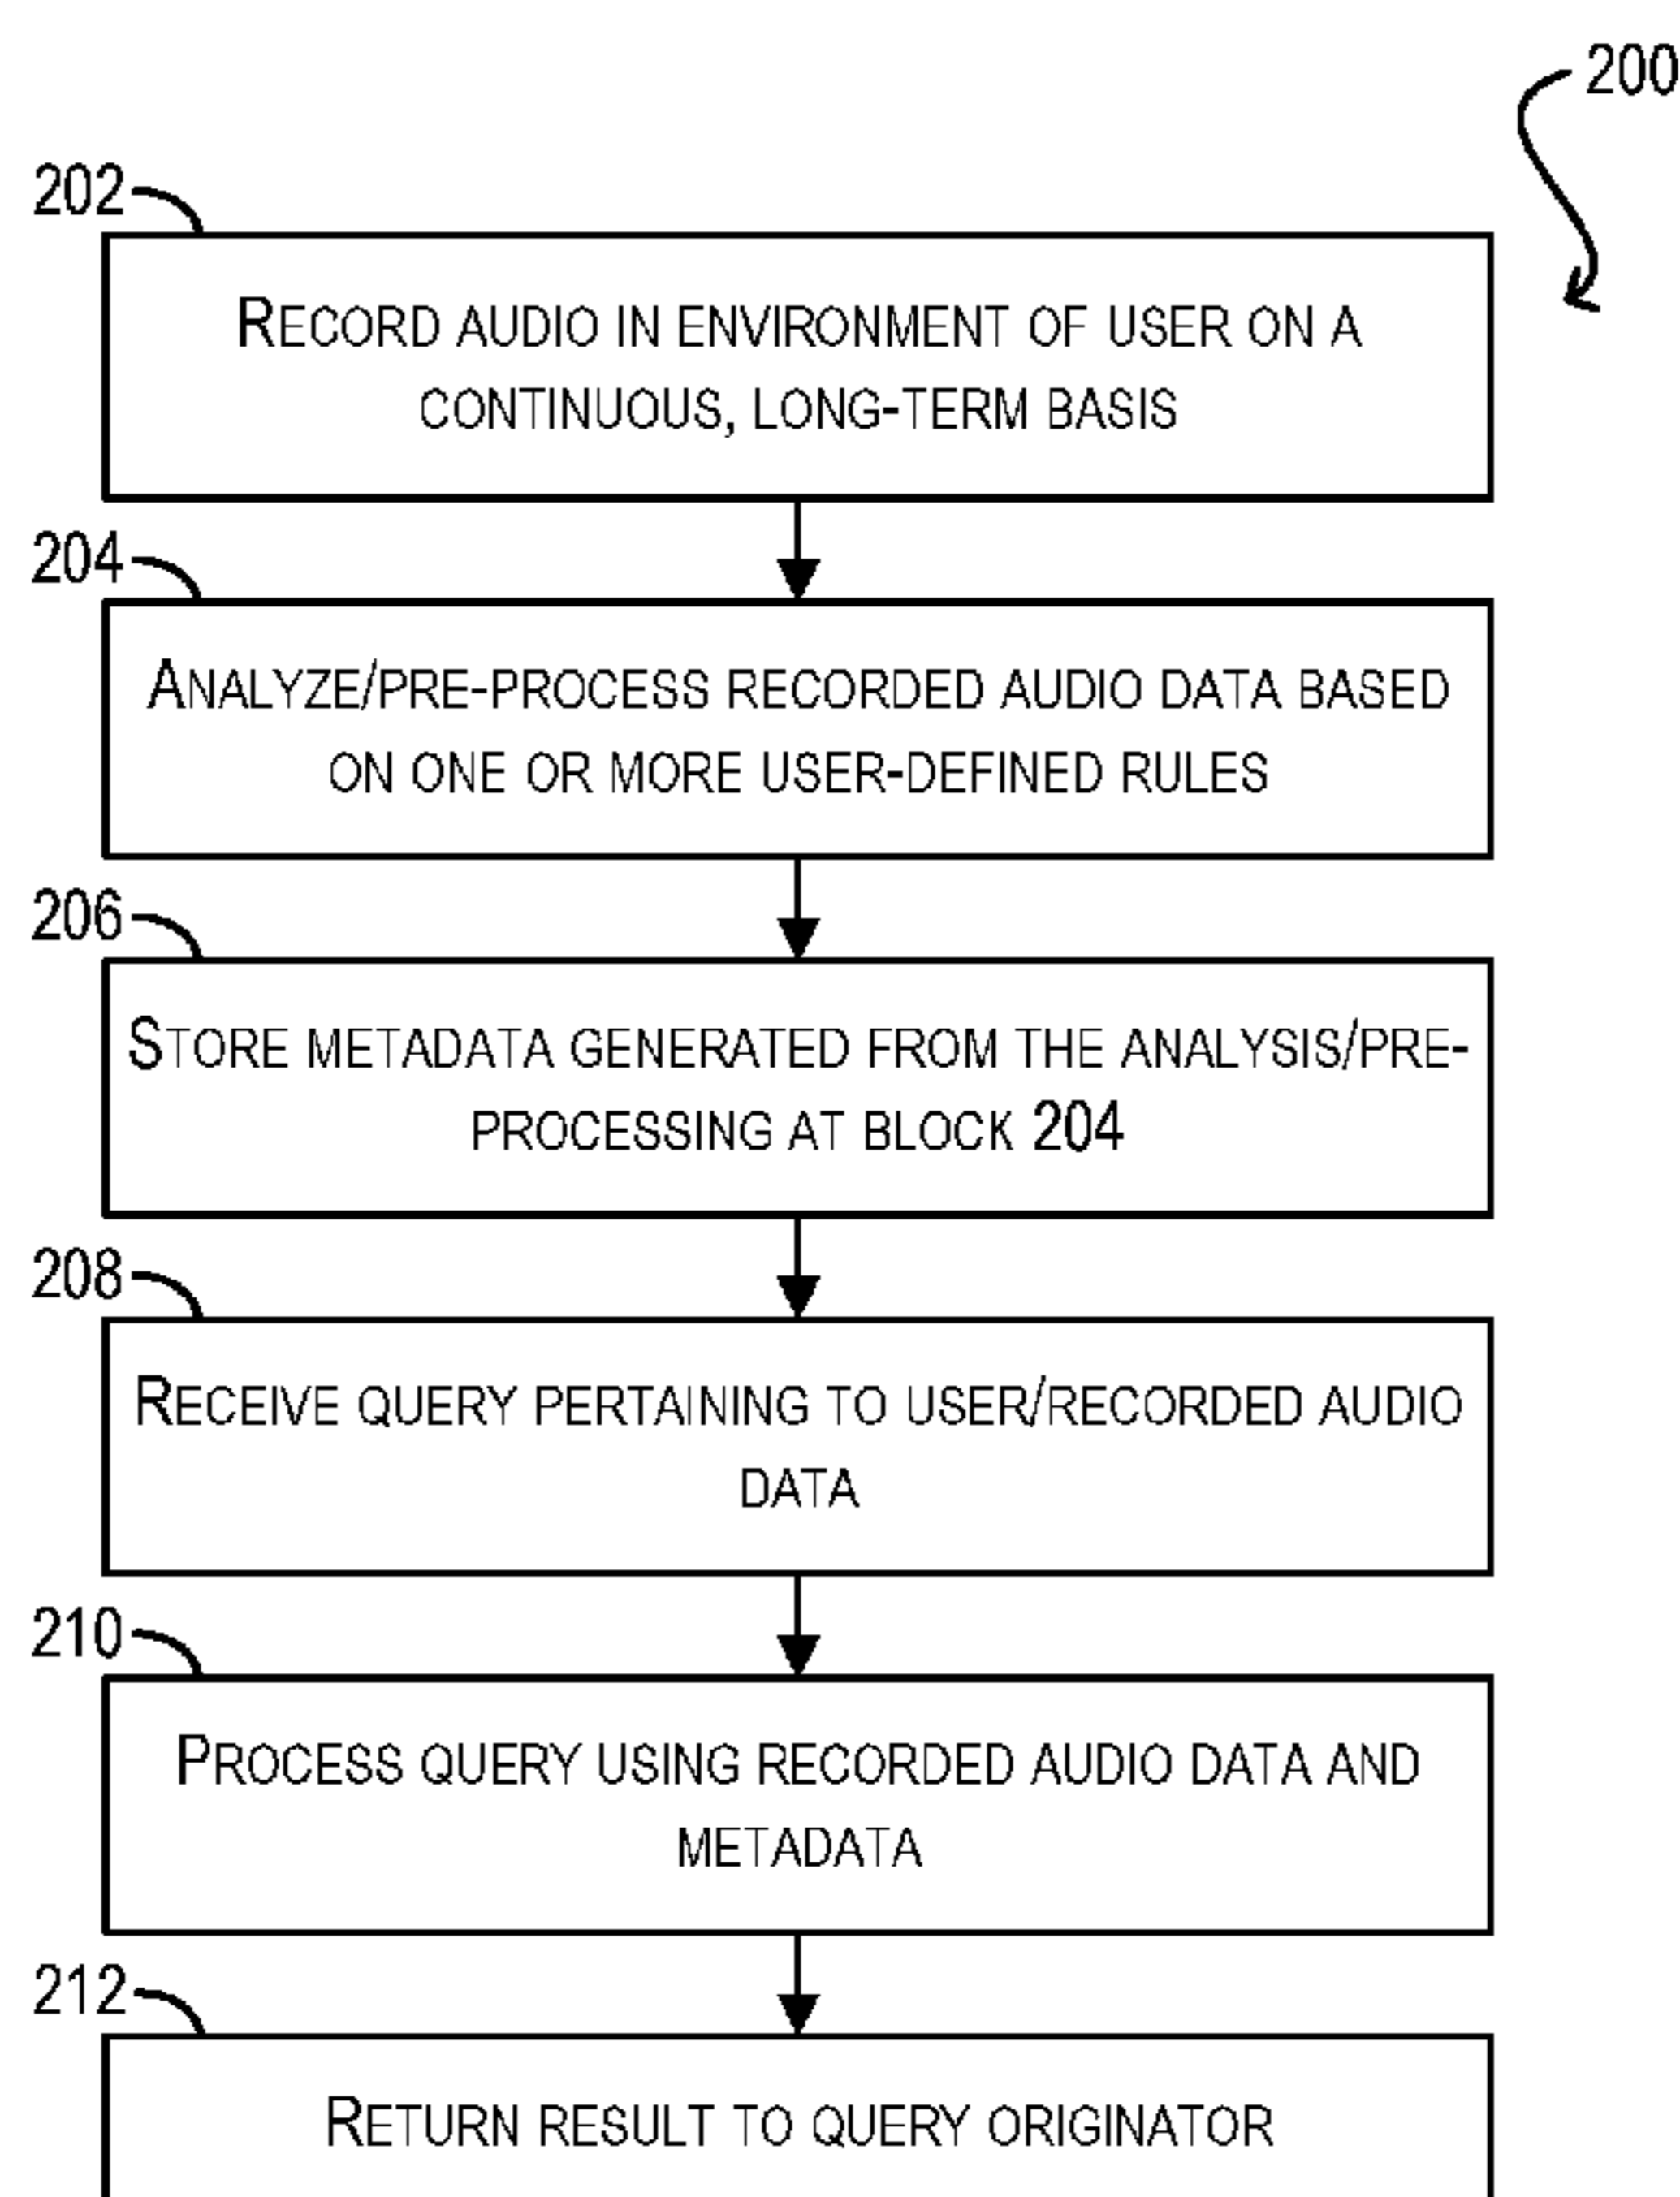 200
202
RECORD AUDIO IN ENVIRONMENT OF USER ON A
CONTINUOUS, LONG-TERM BASIS
204
ANALYZE/PRE-PROCESS RECORDED AUDIO DATA BASED
ON ONE OR MORE USER-DEFINED RULES
206
STORE METADATA GENERATED FROM THE ANALYSIS/PRE-
PROCESSING AT BLOCK 204
208
RECEIVE QUERY PERTAINING TO USER/RECORDED AUDIO
DATA
210
PROCESS QUERY USING RECORDED AUDIO DATA AND
METADATA
212
RETURN RESULT TO QUERY ORIGINATOR